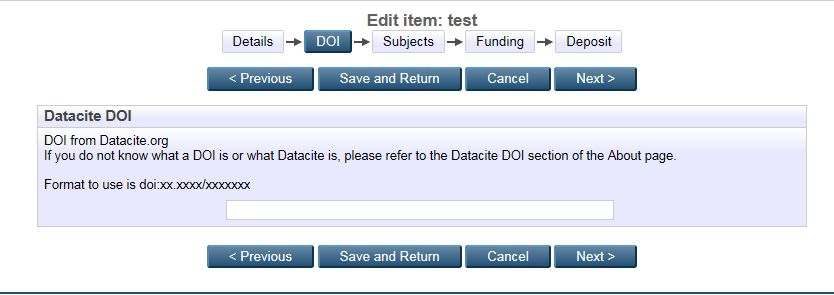 Edit item: test
Details DOI Subjects Funding Deposit
< Previous Save and Return Cancel Next >
Datacite DOI
DOI from Datacite.org
If you do not know what a DOI is or what Datacite is, please refer to the Datacite DOI section of the About page.
Format to use is doi:xx.xxxx/xxxxxxx
< Previous Save and Return Cancel Next >